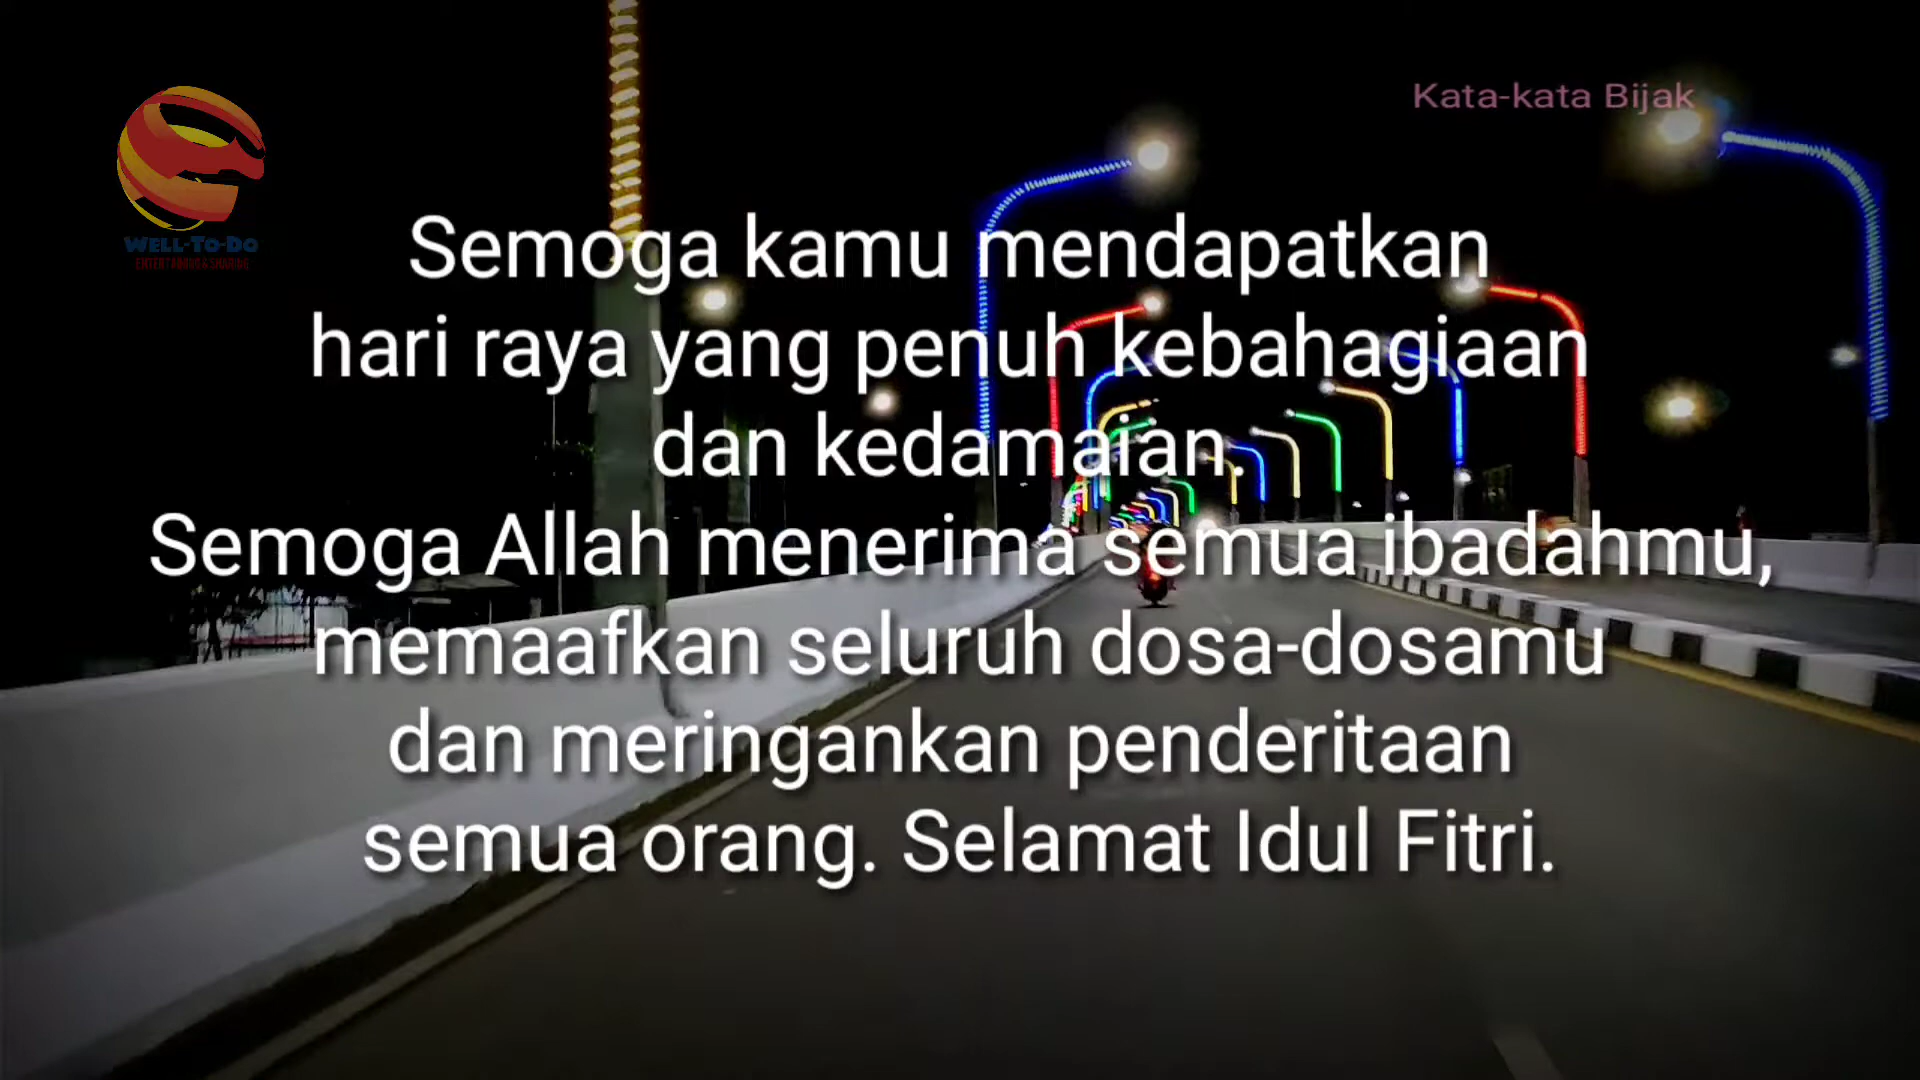 Kata-kata Bijak
WELL-TO-DO
Semoga kamu mendapatkan
hari raya yang penuh kebahagiaan
dan kedamaian.
Semoga Allah menerima semua ibadahmu,
memaafkan seluruh dosa-dosamu
dan meringankan penderitaan
semua orang. Selamat Idul Fitri.